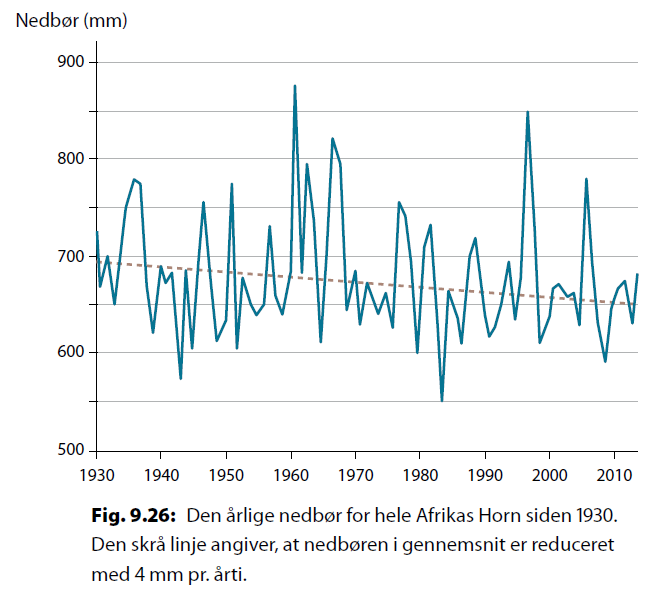 Nedbør (mm)
900
800
700
600
500
1930 1940 1950 1960 1970 1980 1990 2000 2010
Fig. 9.26: Den årlige nedbør for hele Afrikas Horn siden 1930.
Den skrå linje angiver, at nedbøren i gennemsnit er reduceret
med 4 mm pr. årti.